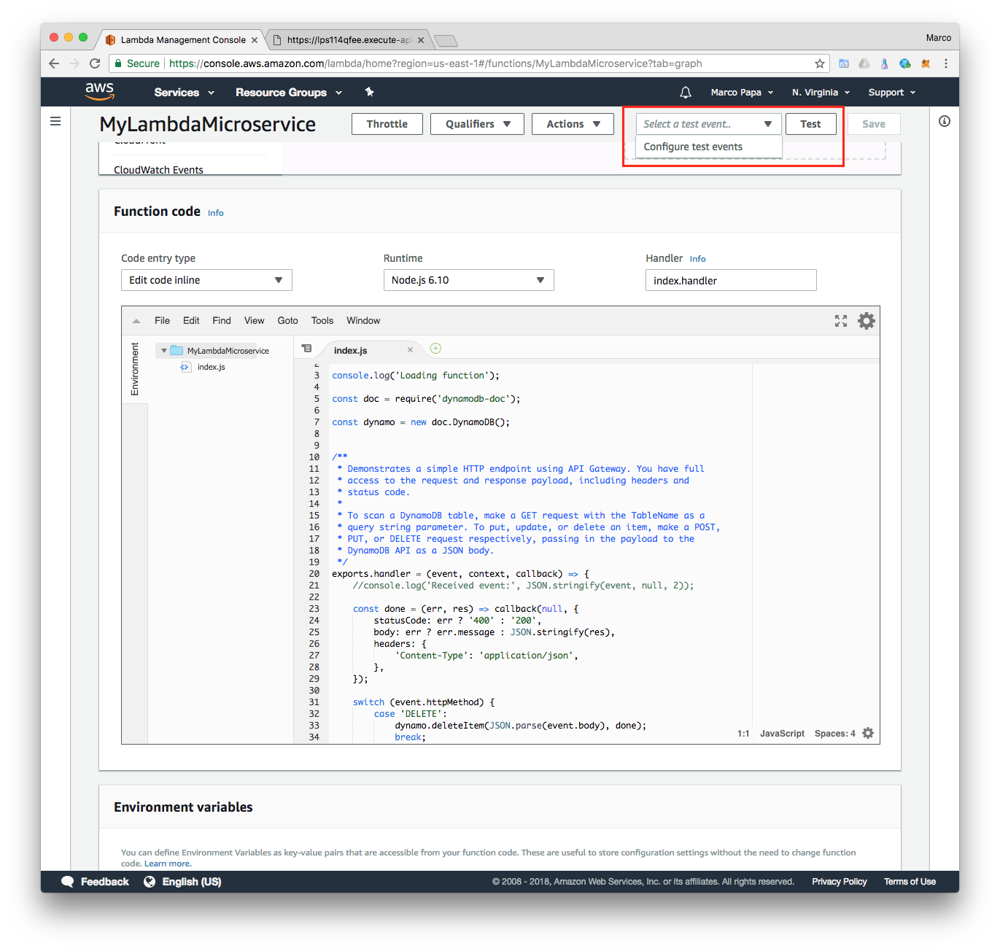 Lambda Management Console
https://lps114qfee.execute-api
Marco
Secure
https://console.aws.amazon.com/lambda/home?region=us-east-1#/functions/MyLambdaMicroservice?tab=graph
aws
Services
Resource Groups
Marco Papa
N. Virginia
Support
MyLambdaMicroservice
Throttle
Qualifiers
Actions
Select a test event..
Test
Save
Configure test events
CloudFront
CloudWatch Events
Function code Info
Code entry type
Runtime
Handler Info
Edit code inline
Node.js 6.10
index.handler
File Edit Find View Goto Tools Window
Environment
MyLambdaMicroservice
index.js
index.js
2
3 console.log('Loading function');
4
5 const doc = require('dynamodb-doc');
6
7 const dynamo = new doc.DynamoDB();
8
9
10 /**
11 * Demonstrates a simple HTTP endpoint using API Gateway. You have full
12 * access to the request and response payload, including headers and
13 * status code.
14 *
15 * To scan a DynamoDB table, make a GET request with the TableName as a
16 * query string parameter. To put, update, or delete an item, make a POST,
17 * PUT, or DELETE request respectively, passing in the payload to the
18 * DynamoDB API as a JSON body.
19 */
20 exports.handler = (event, context, callback) => {
21 //console.log('Received event:', JSON.stringify(event, null, 2));
22
23 const done = (err, res) => callback(null, {
24 statusCode: err ? '400' : '200',
25 body: err ? err.message : JSON.stringify(res),
26 headers: {
27 'Content-Type': 'application/json',
28 },
29 });
30
31 switch (event.httpMethod) {
32 case 'DELETE':
33 dynamo.deleteItem(JSON.parse(event.body), done);
34 break;
1:1 JavaScript Spaces: 4
Environment variables
You can define Environment Variables as key-value pairs that are accessible from your function code. These are useful to store configuration settings without the need to change function
code. Learn more.
Feedback
English (US)
© 2008 - 2018, Amazon Web Services, Inc. or its affiliates. All rights reserved.
Privacy Policy
Terms of Use